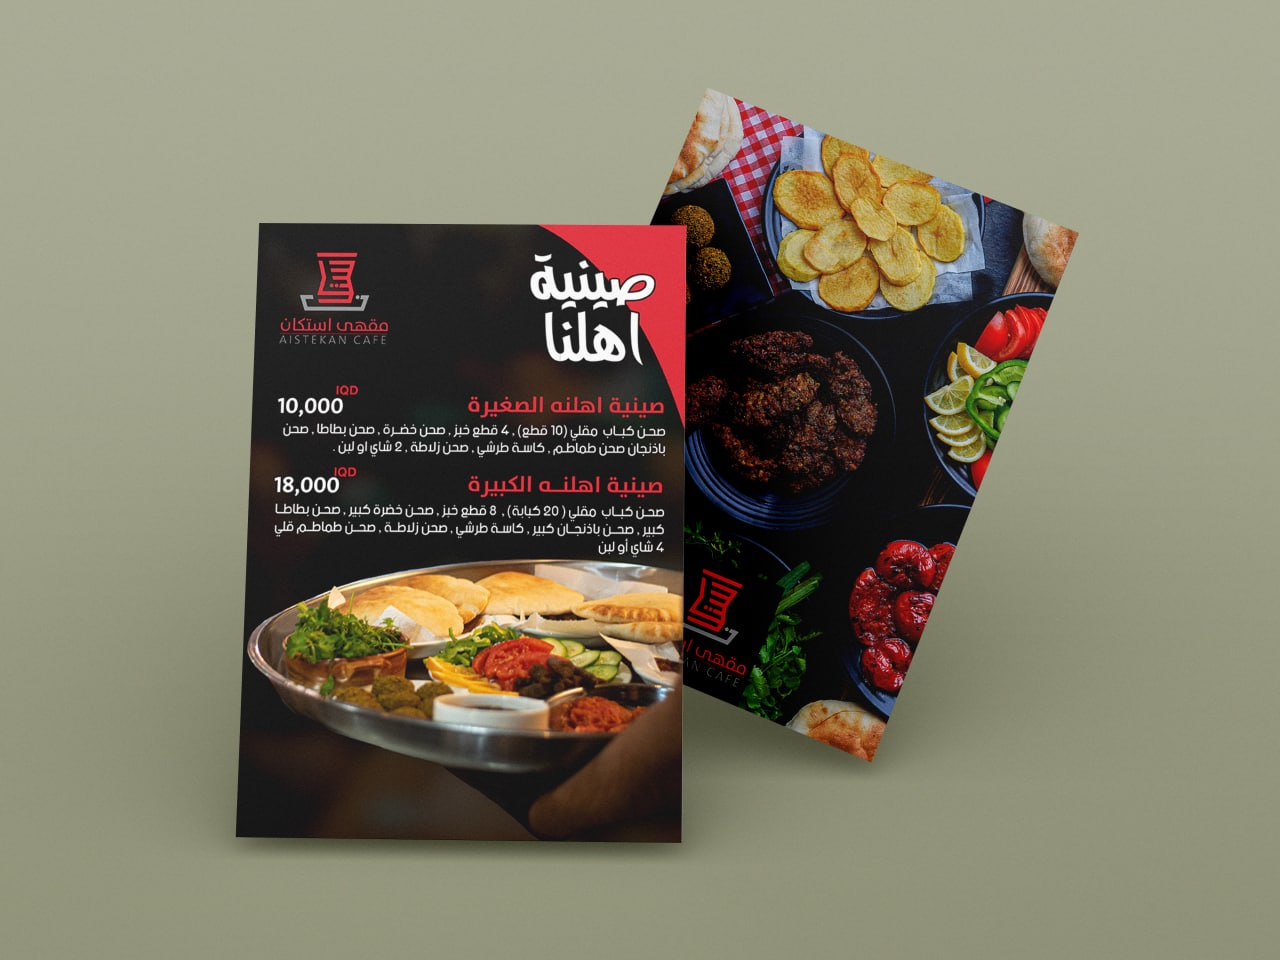 مقهى استكان
AISTEKAN CAFE
صينية
اهلنا
صينية اهلنه الصغيرة
IQD
10,000
صحن كباب مقلي (10 قطع) , 4 قطع خبز , صحن خضرة , صحن بطاطا , صحن
باذنجان صحن طماطم , كاسة طرشي , صحن زلاطة , 2 شاي او لبن .
صينية اهلنه الكبيرة
IQD
18,000
صحن كباب مقلي ( 20 كبابة) , 8 قطع خبز , صحن خضرة كبير , صحن بطاطا
كبير , صحن باذنجان كبير , كاسة طرشي , صحن زلاطة , صحن طماطم قلي
4 شاي أو لبن
مقهى اس
KAN CAFE